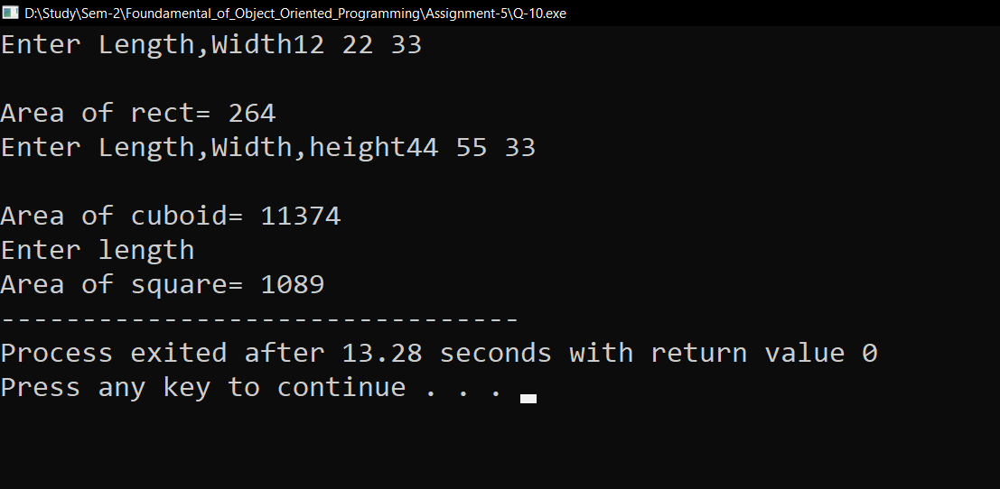 D:\Study\Sem-2\Foundamental_of_Object_Oriented_Programming\Assignment-5\Q-10.exe
Enter Length,Width12 22 33
Area of rect= 264
Enter Length,Width,height44 55 33
Area of cuboid= 11374
Enter length
Area of square= 1089
--------------------------------
Process exited after 13.28 seconds with return value 0
Press any key to continue . . .